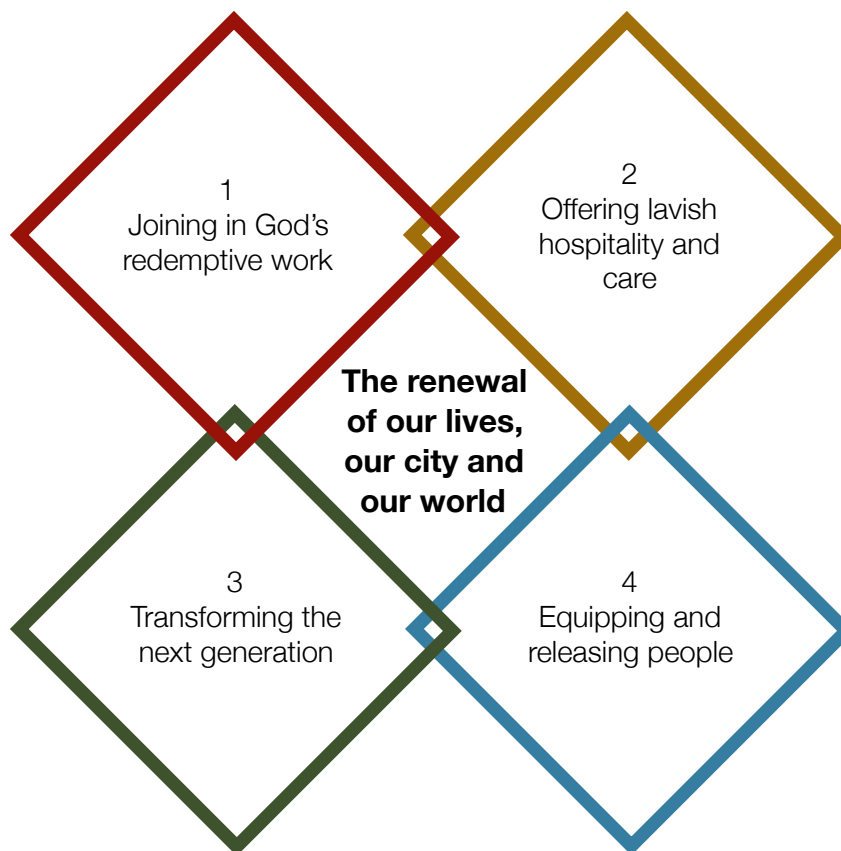 1
Joining in God’s
redemptive work
2
Offering lavish
hospitality and
care
The renewal
of our lives,
our city and
our world
3
Transforming the
next generation
4
Equipping and
releasing people